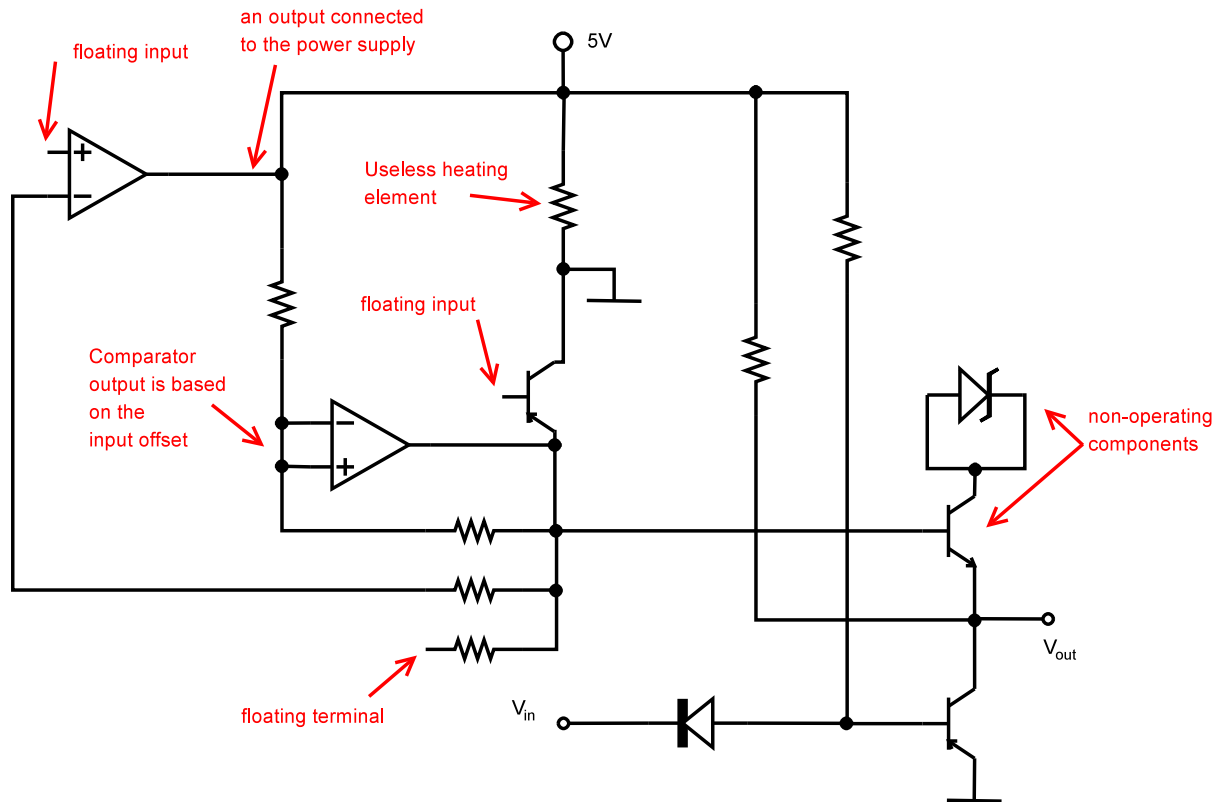 an output connected
to the power supply
floating input
5V
+
−
Useless heating
element
floating input
Comparator
output is based
on the
input offset
−
+
non-operating
components
floating terminal
Vin
Vout